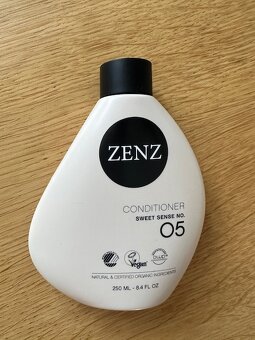 ZENZ
CONDITIONER
SWEET SENSE NO.
05
Vegan
NATURAL & CERTIFIED ORGANIC INGREDIENTS
250 ML - 8.4 FL OZ